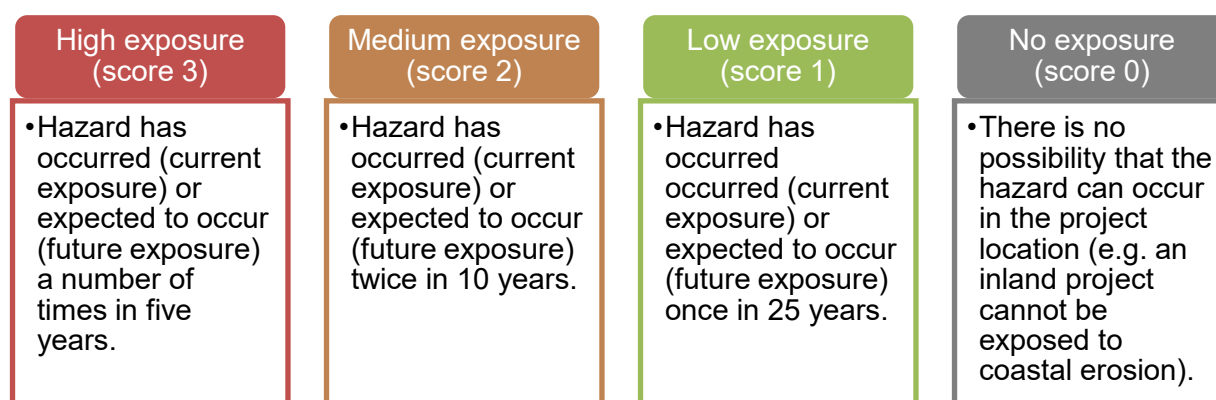 High exposure
(score 3)
•Hazard has
occurred (current
exposure) or
expected to occur
(future exposure)
a number of
times in five
years.
Medium exposure
(score 2)
•Hazard has
occurred (current
exposure) or
expected to occur
(future exposure)
twice in 10 years.
Low exposure
(score 1)
•Hazard has
occurred
occurred (current
exposure) or
expected to occur
(future exposure)
once in 25 years.
No exposure
(score 0)
•There is no
possibility that the
hazard can occur
in the project
location (e.g. an
inland project
cannot be
exposed to
coastal erosion).